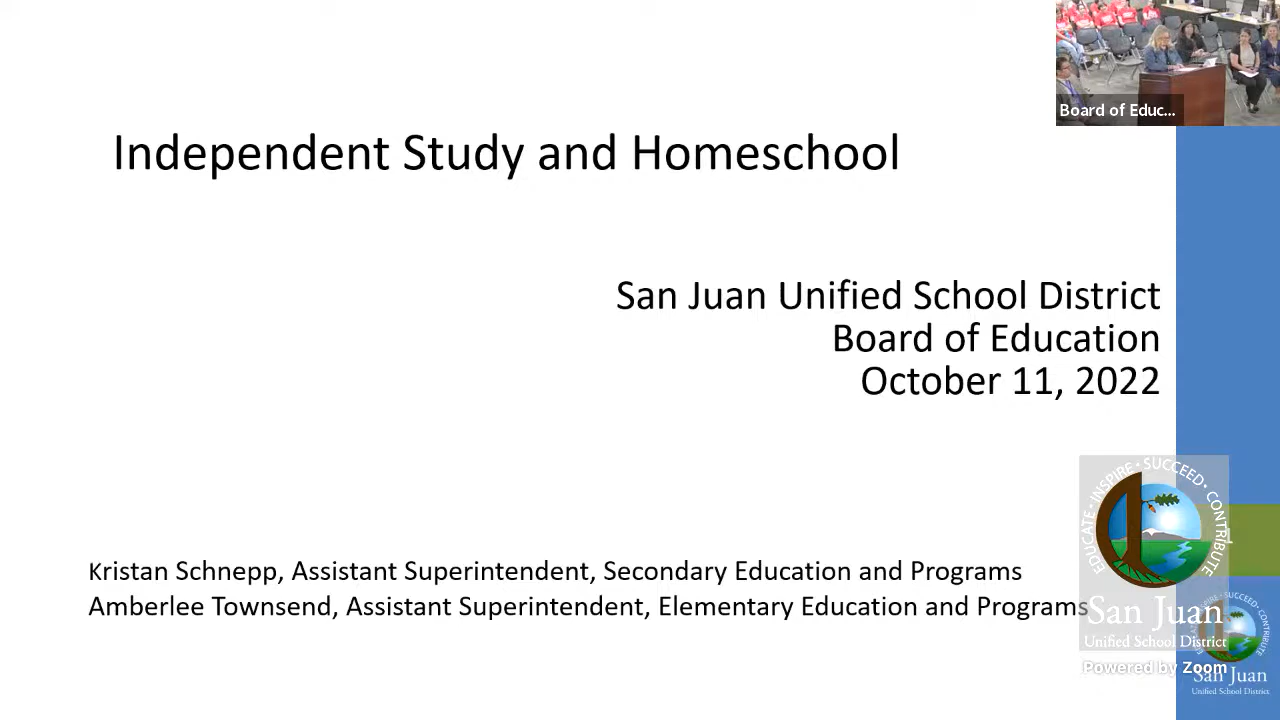 Board of Educ...
Independent Study and Homeschool
San Juan Unified School District
Board of Education
October 11, 2022
EDUCATE • INSPIRE • SUCCEED • CONTRIBUTE
Kristan Schnepp, Assistant Superintendent, Secondary Education and Programs
Amberlee Townsend, Assistant Superintendent, Elementary Education and Programs
San Juan
Unified School District
Powered by Zoom
SUCCEED • CONTRIBUTE
San Juan
Unified School District